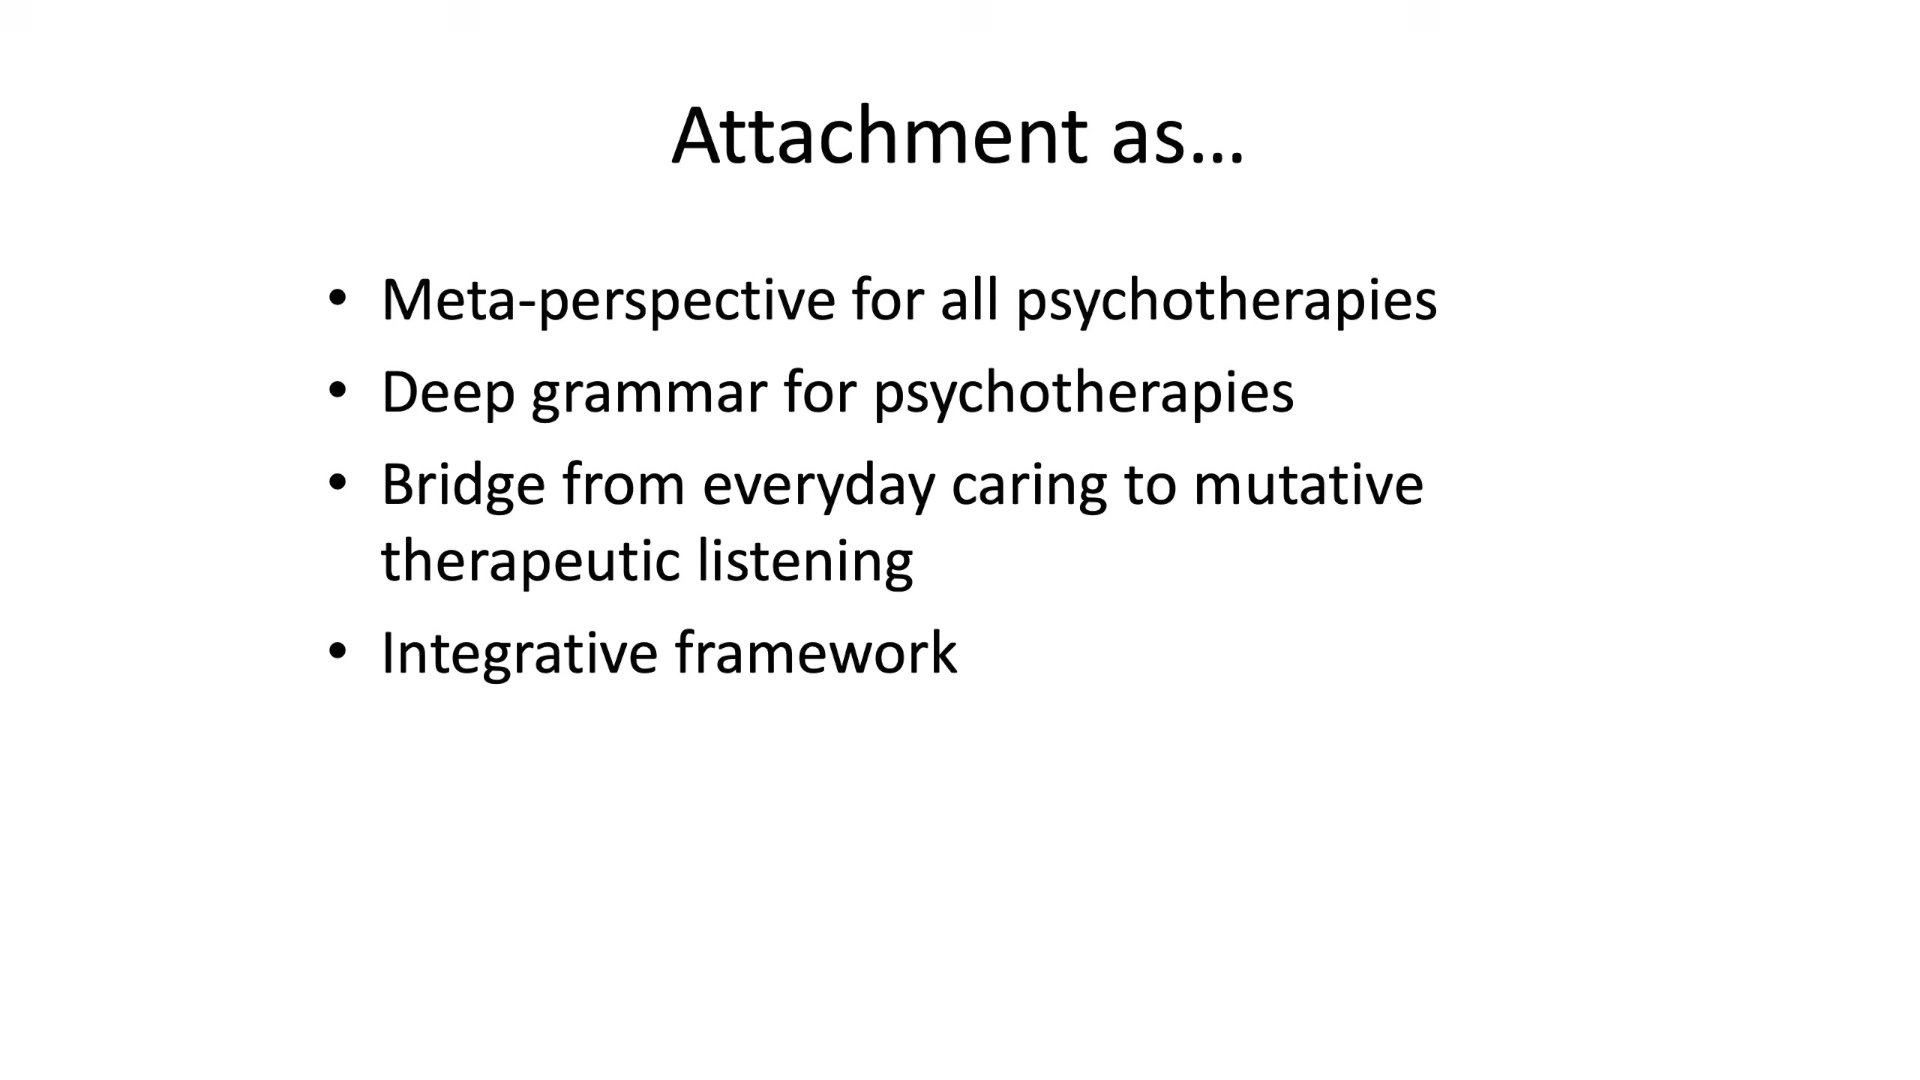 Attachment as...
• Meta-perspective for all psychotherapies
• Deep grammar for psychotherapies
• Bridge from everyday caring to mutative
therapeutic listening
• Integrative framework